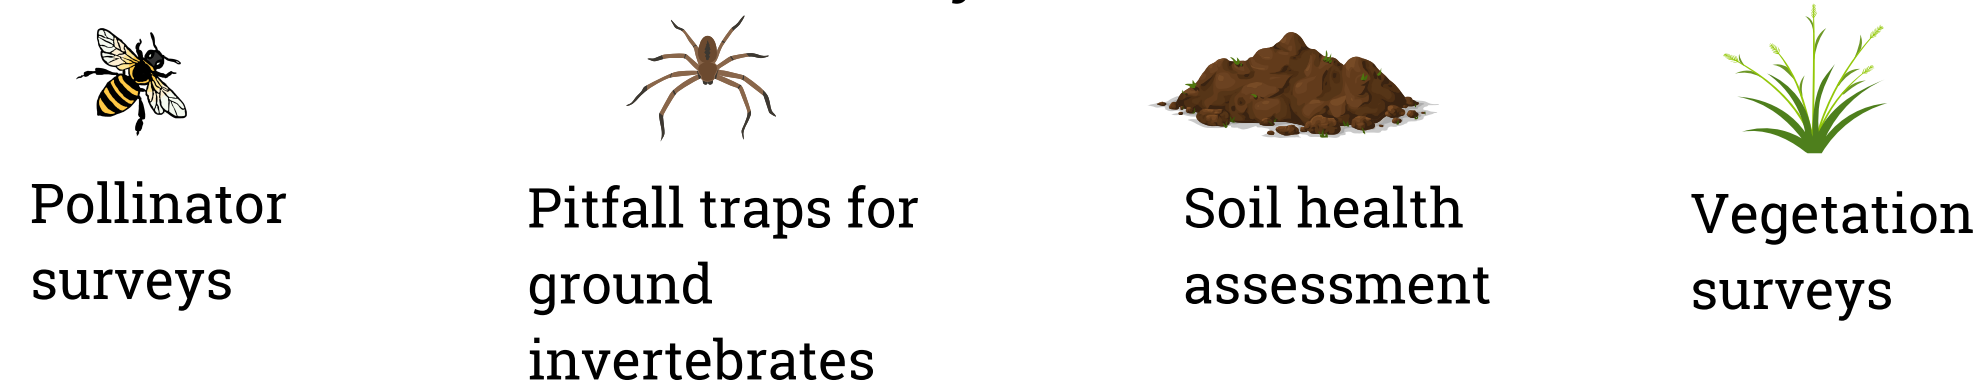 Pollinator
surveys
Pitfall traps for
ground
invertebrates
Soil health
assessment
Vegetation
surveys